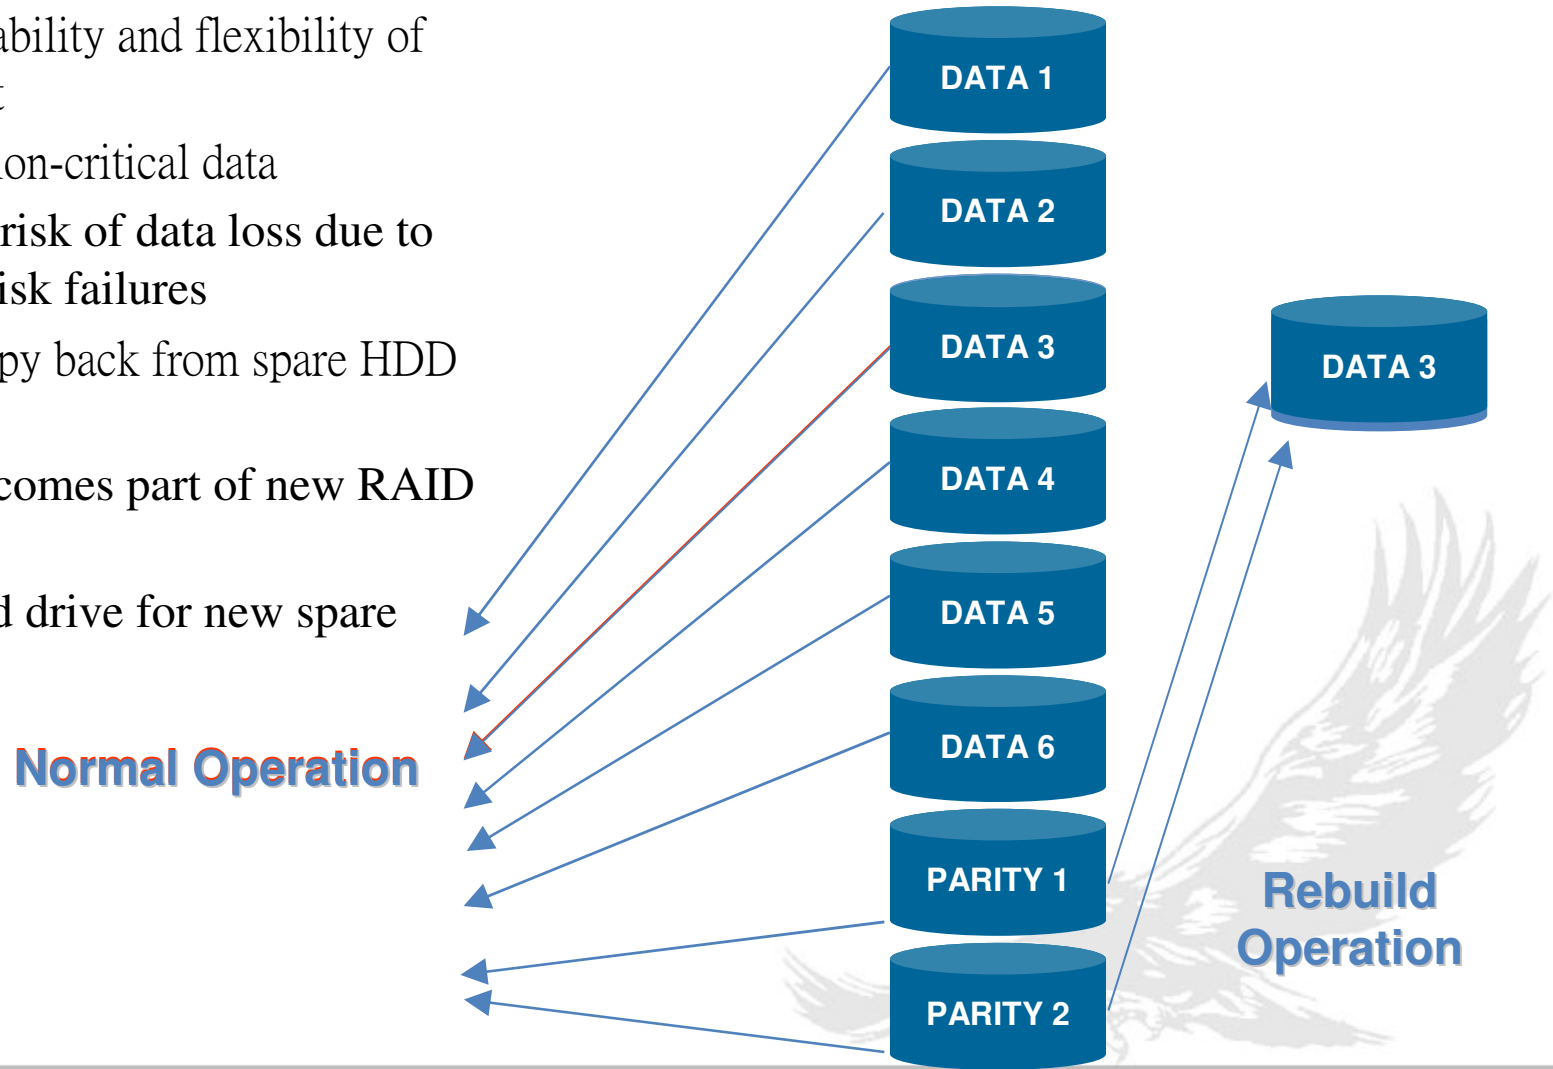 ability and flexibility of
non-critical data
risk of data loss due to
isk failures
py back from spare HDD
comes part of new RAID
d drive for new spare
Normal Operation
DATA 1
DATA 2
DATA 3
DATA 4
DATA 5
DATA 6
PARITY 1
PARITY 2
DATA 3
Rebuild
Operation